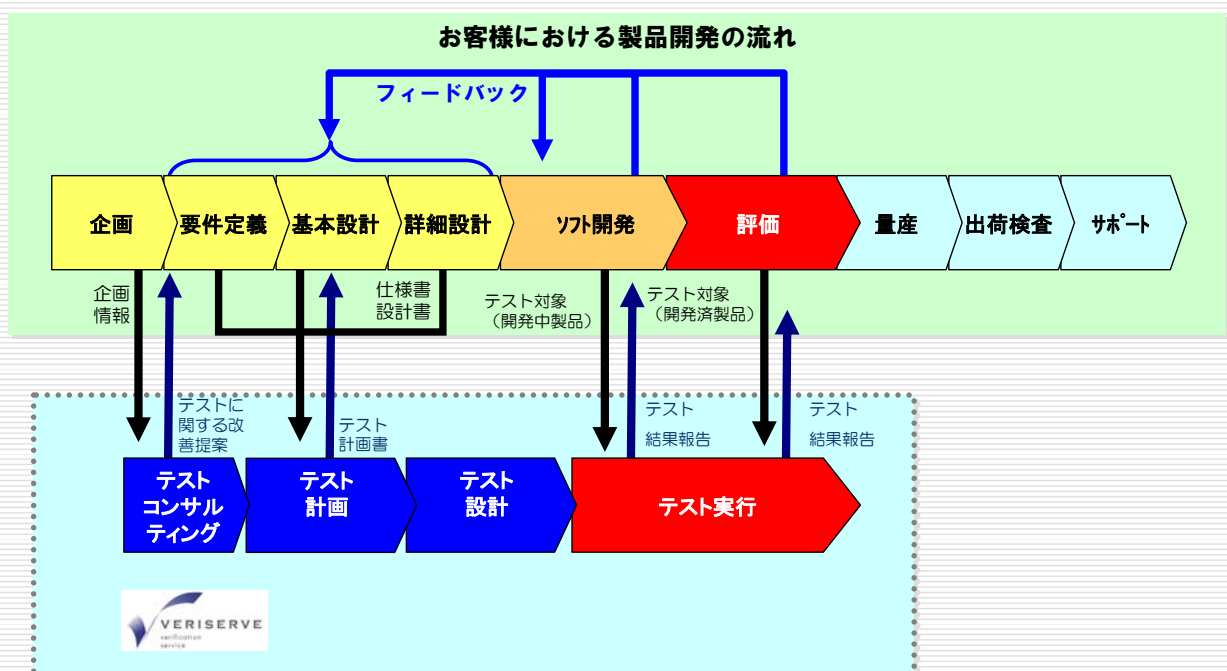 お客様における製品開発の流れ
フィードバック
企画
要件定義
基本設計
詳細設計
ｿﾌﾄ開発
評価
量産
出荷検査
ｻﾎﾟｰﾄ
企画
情報
仕様書
設計書
テスト対象
（開発中製品）
テスト対象
（開発済製品）
テストに
関する改
善提案
テスト
計画書
テスト
結果報告
テスト
結果報告
テスト
コンサル
ティング
テスト
計画
テスト
設計
テスト実行
VERISERVE
verification
service